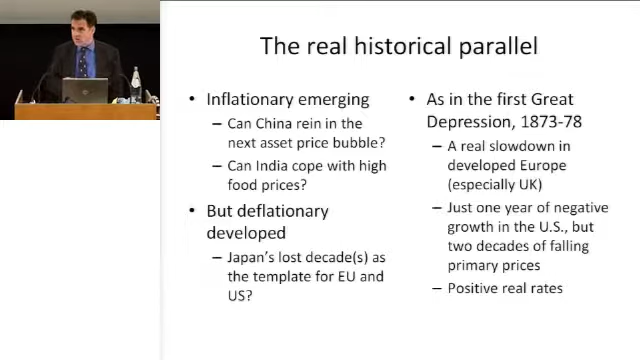 The real historical parallel
• Inflationary emerging
– Can China rein in the
next asset price bubble?
– Can India cope with high
food prices?
• But deflationary
developed
– Japan's lost decade(s) as
the template for EU and
US?
• As in the first Great
Depression, 1873-78
– A real slowdown in
developed Europe
(especially UK)
– Just one year of negative
growth in the U.S., but
two decades of falling
primary prices
– Positive real rates